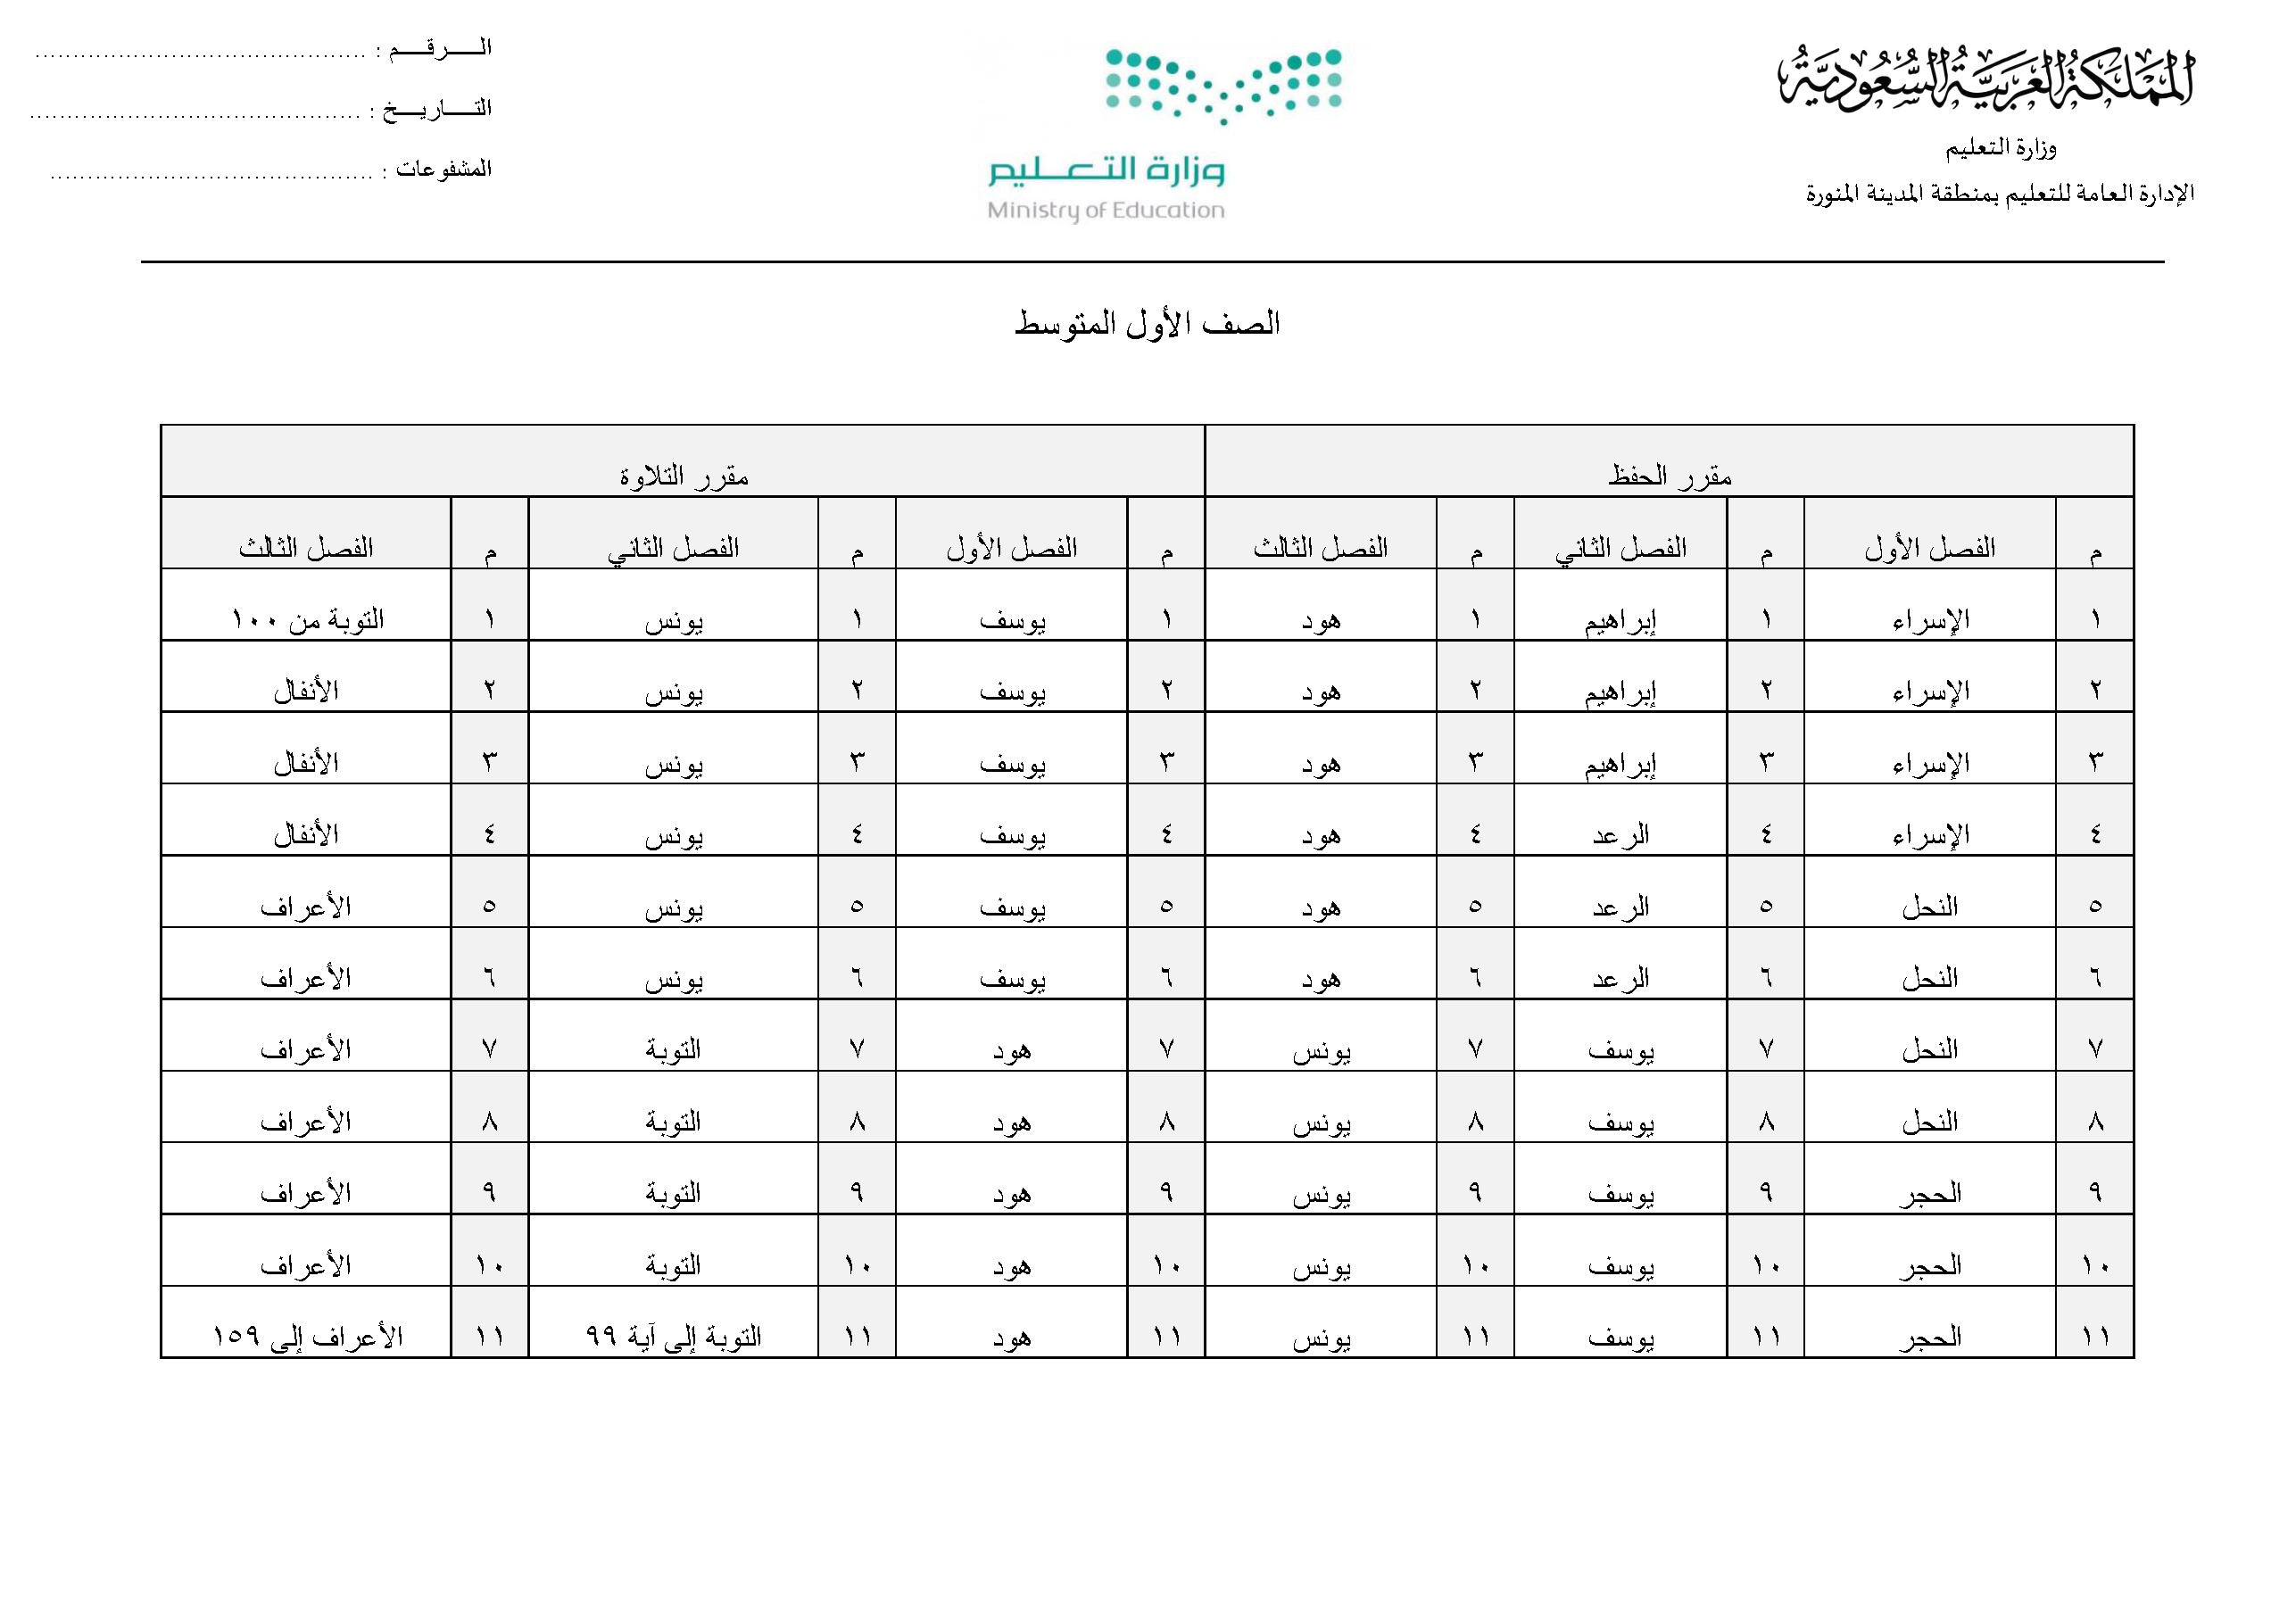 المملكة العربية السعودية
وزارة التعليم
الإدارة العامة للتعليم بمنطقة المدينة المنورة
وزارة التعـــليم
Ministry of Education
الـــــرقـــــم : ............................................
التـــــاريـــــخ : ............................................
المشفوعات : ...........................................
الصف الأول المتوسط
مقرر الحفظ مقرر التلاوة
م الفصل الأول م الفصل الثاني م الفصل الثالث م الفصل الأول م الفصل الثاني م الفصل الثالث
١ الإسراء ١ إبراهيم ١ هود ١ يوسف ١ يونس ١ التوبة من ١٠٠
٢ الإسراء ٢ إبراهيم ٢ هود ٢ يوسف ٢ يونس ٢ الأنفال
٣ الإسراء ٣ إبراهيم ٣ هود ٣ يوسف ٣ يونس ٣ الأنفال
٤ الإسراء ٤ الرعد ٤ هود ٤ يوسف ٤ يونس ٤ الأنفال
٥ النحل ٥ الرعد ٥ هود ٥ يوسف ٥ يونس ٥ الأعراف
٦ النحل ٦ الرعد ٦ هود ٦ يوسف ٦ يونس ٦ الأعراف
٧ النحل ٧ يوسف ٧ يونس ٧ هود ٧ التوبة ٧ الأعراف
٨ النحل ٨ يوسف ٨ يونس ٨ هود ٨ التوبة ٨ الأعراف
٩ الحجر ٩ يوسف ٩ يونس ٩ هود ٩ التوبة ٩ الأعراف
١٠ الحجر ١٠ يوسف ١٠ يونس ١٠ هود ١٠ التوبة ١٠ الأعراف
١١ الحجر ١١ يوسف ١١ يونس ١١ هود ١١ التوبة إلى آية ٩٩ ١١ الأعراف إلى ١٥٩